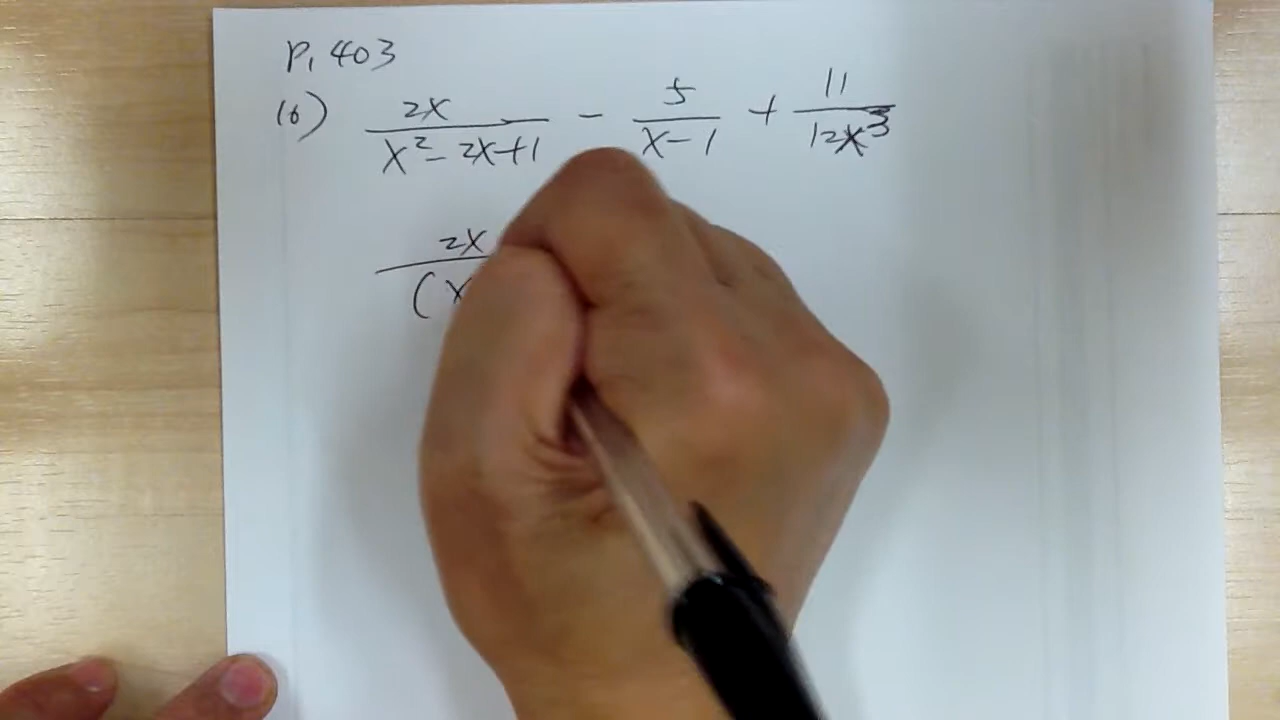 P. 403
(6) 2x / x² - 2x + 1 - 5 / x - 1 + 11 / 12x³
2x / (x